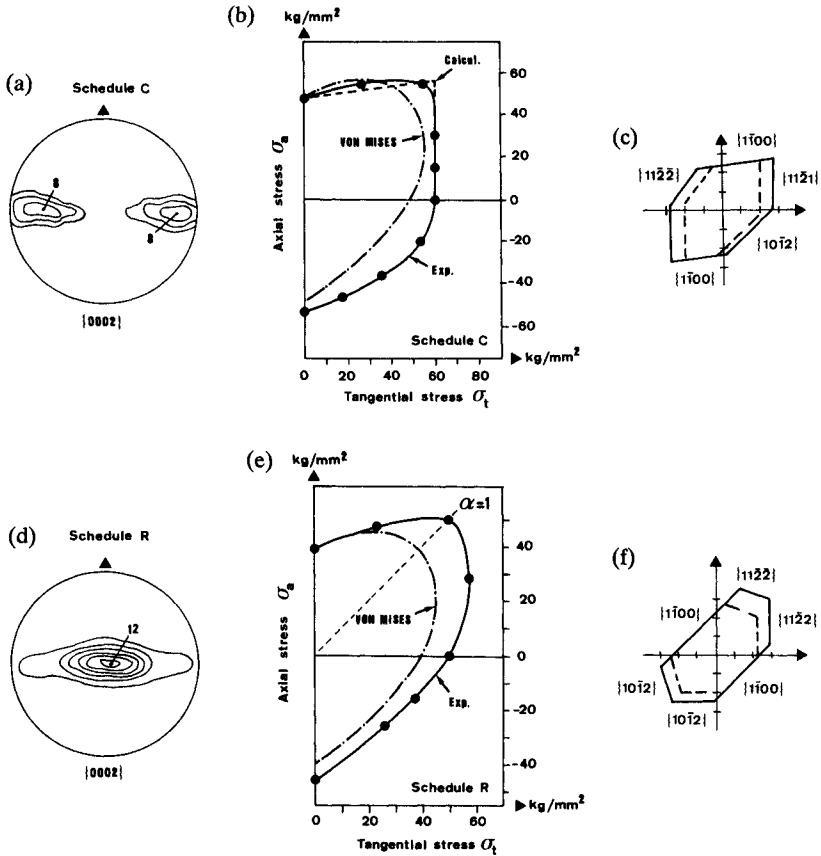 (a)
Schedule C
8
8
{0002}
(b)
kg/mm²
Calcul.
VON MISES
Exp.
Schedule C
60
40
20
0
-20
-40
-60
Axial stress σa
kg/mm²
0 20 40 60 80
Tangential stress σt
(c)
{11̄00}
{112̄2̄}
{112̄1}
{101̄2}
{11̄00}
(d)
Schedule R
12
{0002}
(e)
kg/mm²
α=1
VON MISES
Exp.
Schedule R
40
20
0
-20
-40
Axial stress σa
kg/mm²
0 20 40 60
Tangential stress σt
(f)
{112̄2̄}
{11̄00}
{112̄2}
{101̄2}
{11̄00}
{101̄2}